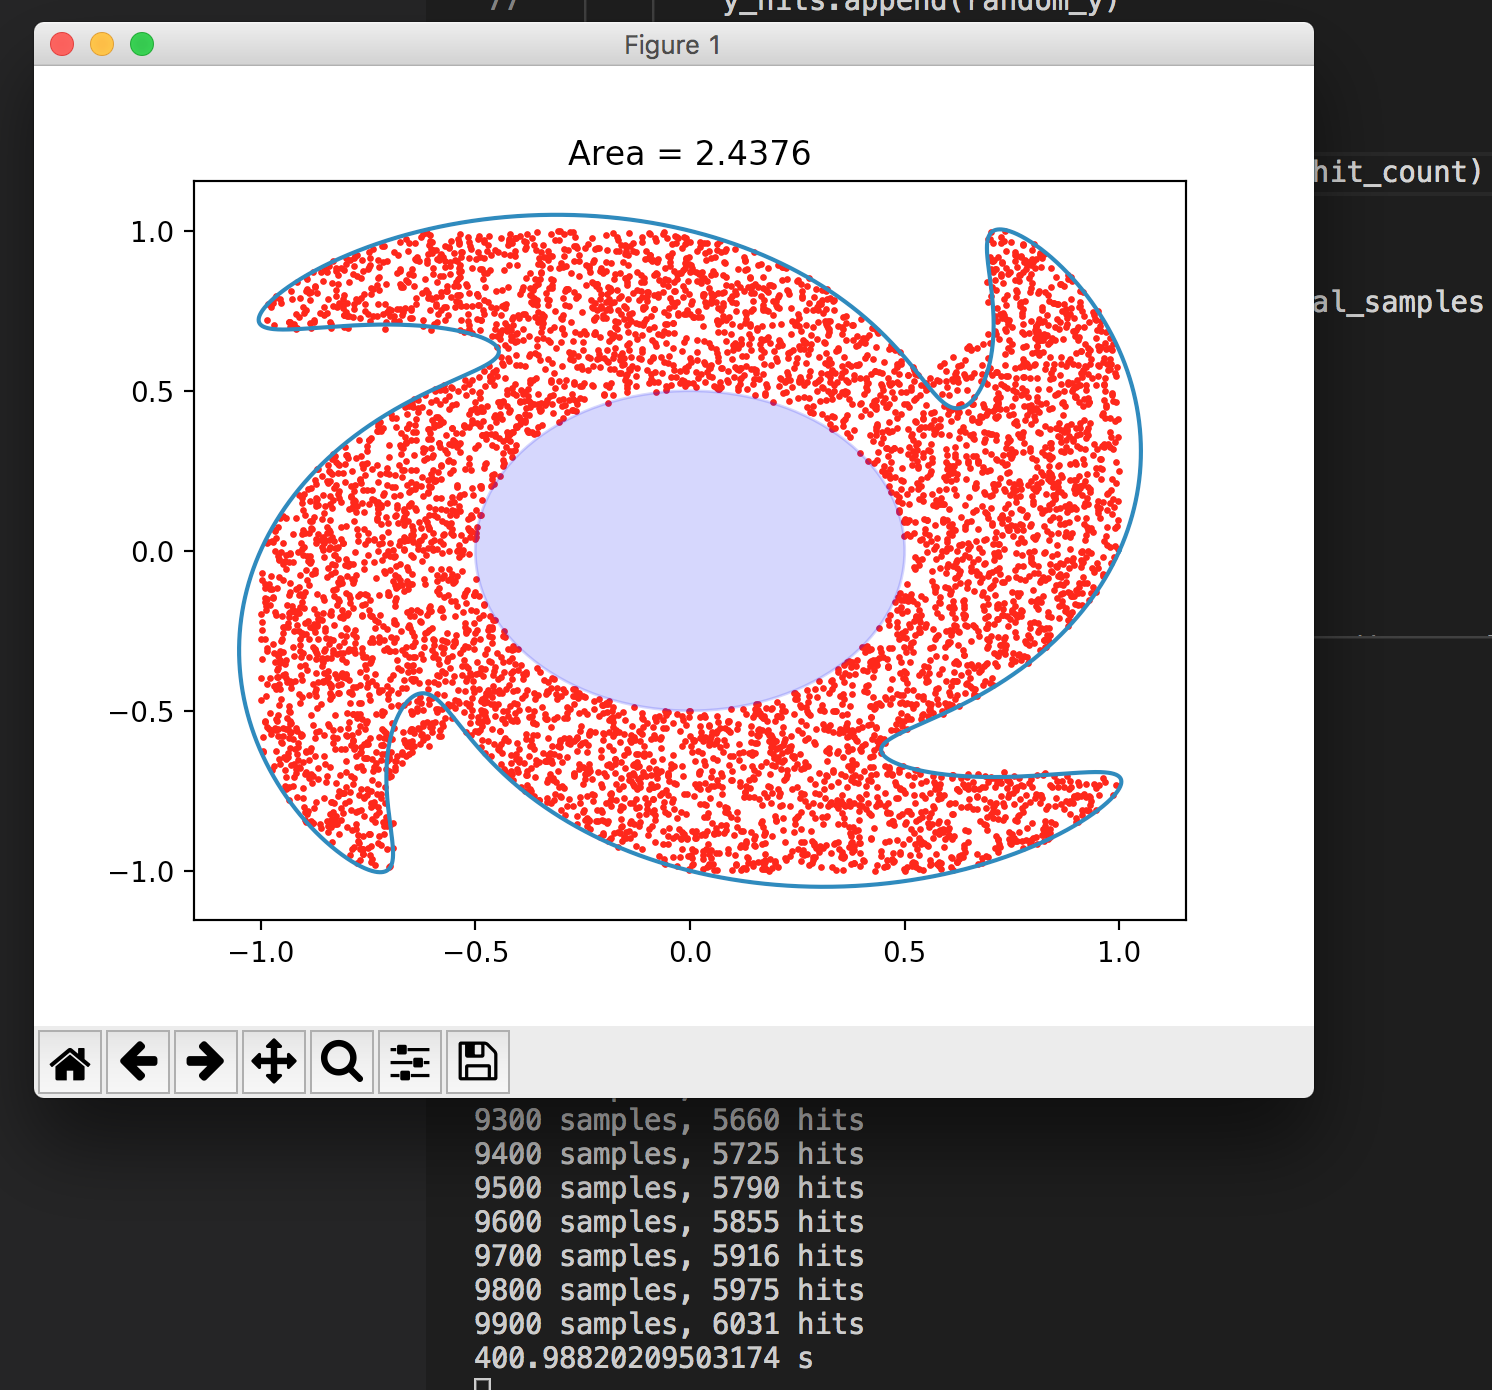 77 y_hits.append(random_y)
Figure 1
hit_count)
al_samples
Area = 2.4376
1.0
0.5
0.0
−0.5
−1.0
−1.0 −0.5 0.0 0.5 1.0
9300 samples, 5660 hits
9400 samples, 5725 hits
9500 samples, 5790 hits
9600 samples, 5855 hits
9700 samples, 5916 hits
9800 samples, 5975 hits
9900 samples, 6031 hits
400.98820209503174 s